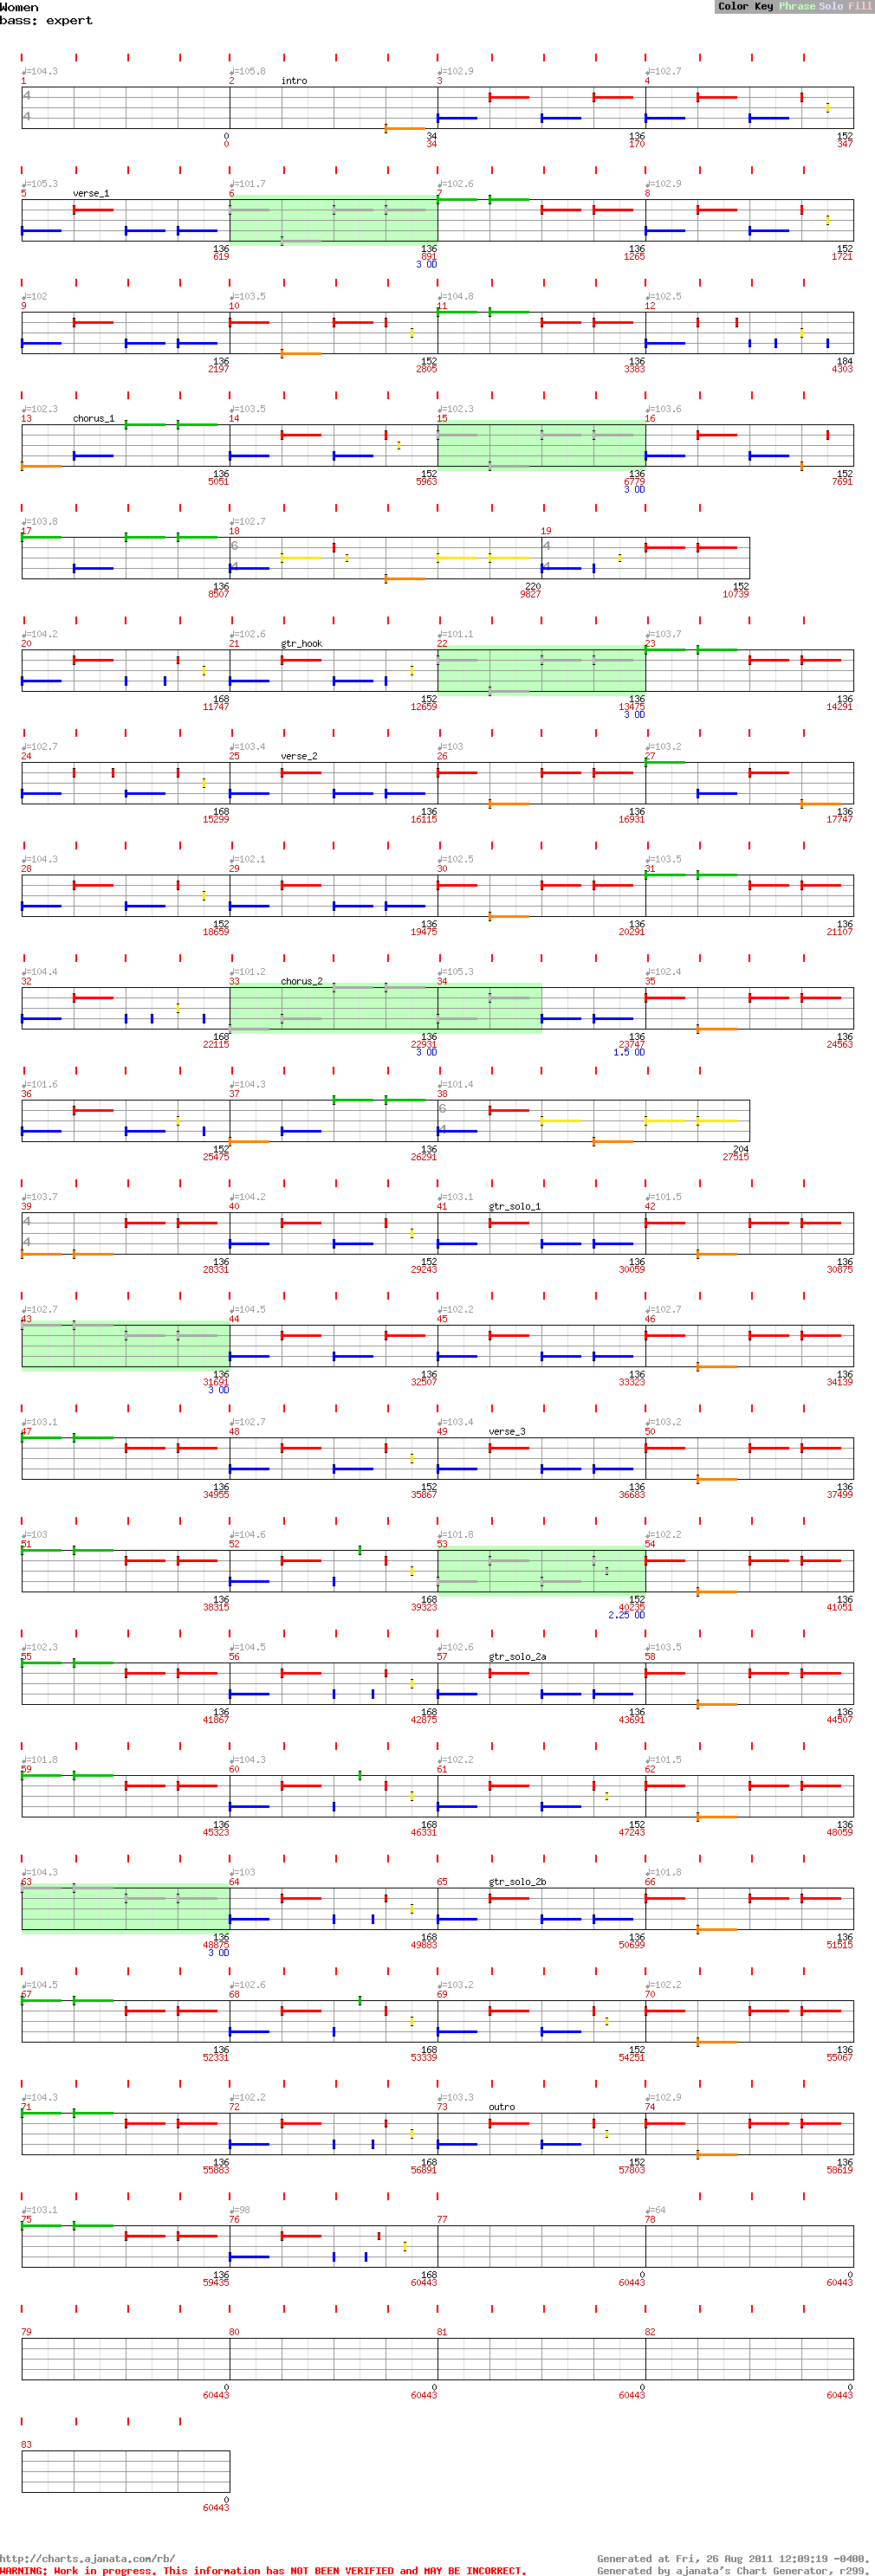 Women
Color Key Phrase Solo Fill
bass: expert
♩=104.3 ♩=105.8 ♩=102.9 ♩=102.7
1 2 intro 3 4
4
4
0 34 136 152
0 34 170 347
♩=105.3 ♩=101.7 ♩=102.6 ♩=102.9
5 verse_1 6 7 8
136 136 136 152
619 891 1265 1721
3 OD
♩=102 ♩=103.5 ♩=104.8 ♩=102.5
9 10 11 12
136 152 136 184
2197 2805 3383 4303
♩=102.3 ♩=103.5 ♩=102.3 ♩=103.6
13 chorus_1 14 15 16
136 152 136 152
5051 5963 6779 7691
3 OD
♩=103.8 ♩=102.7
17 18 19
6 4
4 4
136 220 152
8507 9827 10739
♩=104.2 ♩=102.6 ♩=101.1 ♩=103.7
20 21 gtr_hook 22 23
168 152 136 136
11747 12659 13475 14291
3 OD
♩=102.7 ♩=103.4 ♩=103 ♩=103.2
24 25 verse_2 26 27
168 136 136 136
15299 16115 16931 17747
♩=104.3 ♩=102.1 ♩=102.5 ♩=103.5
28 29 30 31
152 136 136 136
18659 19475 20291 21107
♩=104.4 ♩=101.2 ♩=105.3 ♩=102.4
32 33 chorus_2 34 35
168 136 136 136
22115 22931 23747 24563
3 OD 1.5 OD
♩=101.6 ♩=104.3 ♩=101.4
36 37 38
6
4
152 136 204
25475 26291 27515
♩=103.7 ♩=104.2 ♩=103.1 ♩=101.5
39 40 41 gtr_solo_1 42
4
4
136 152 136 136
28331 29243 30059 30875
♩=102.7 ♩=104.5 ♩=102.2 ♩=102.7
43 44 45 46
136 136 136 136
31691 32507 33323 34139
3 OD
♩=103.1 ♩=102.7 ♩=103.4 ♩=103.2
47 48 49 verse_3 50
136 152 136 136
34955 35867 36683 37499
♩=103 ♩=104.6 ♩=101.8 ♩=102.2
51 52 53 54
136 168 152 136
38315 39323 40235 41051
2.25 OD
♩=102.3 ♩=104.5 ♩=102.6 ♩=103.5
55 56 57 gtr_solo_2a 58
136 168 136 136
41867 42875 43691 44507
♩=101.8 ♩=104.3 ♩=102.2 ♩=101.5
59 60 61 62
136 168 152 136
45323 46331 47243 48059
♩=104.3 ♩=103 ♩=101.8
63 64 65 gtr_solo_2b 66
136 168 136 136
48875 49883 50699 51515
3 OD
♩=104.5 ♩=102.6 ♩=103.2 ♩=102.2
67 68 69 70
136 168 152 136
52331 53339 54251 55067
♩=104.3 ♩=102.2 ♩=103.3 ♩=102.9
71 72 73 outro 74
136 168 152 136
55883 56891 57803 58619
♩=103.1 ♩=98 ♩=64
75 76 77 78
136 168 0 0
59435 60443 60443 60443
79 80 81 82
0 0 0 0
60443 60443 60443 60443
83
0
60443
http://charts.ajanata.com/rb/ Generated at Fri, 26 Aug 2011 12:09:19 -0400.
WARNING: Work in progress. This information has NOT BEEN VERIFIED and MAY BE INCORRECT. Generated by ajanata's Chart Generator, r299.